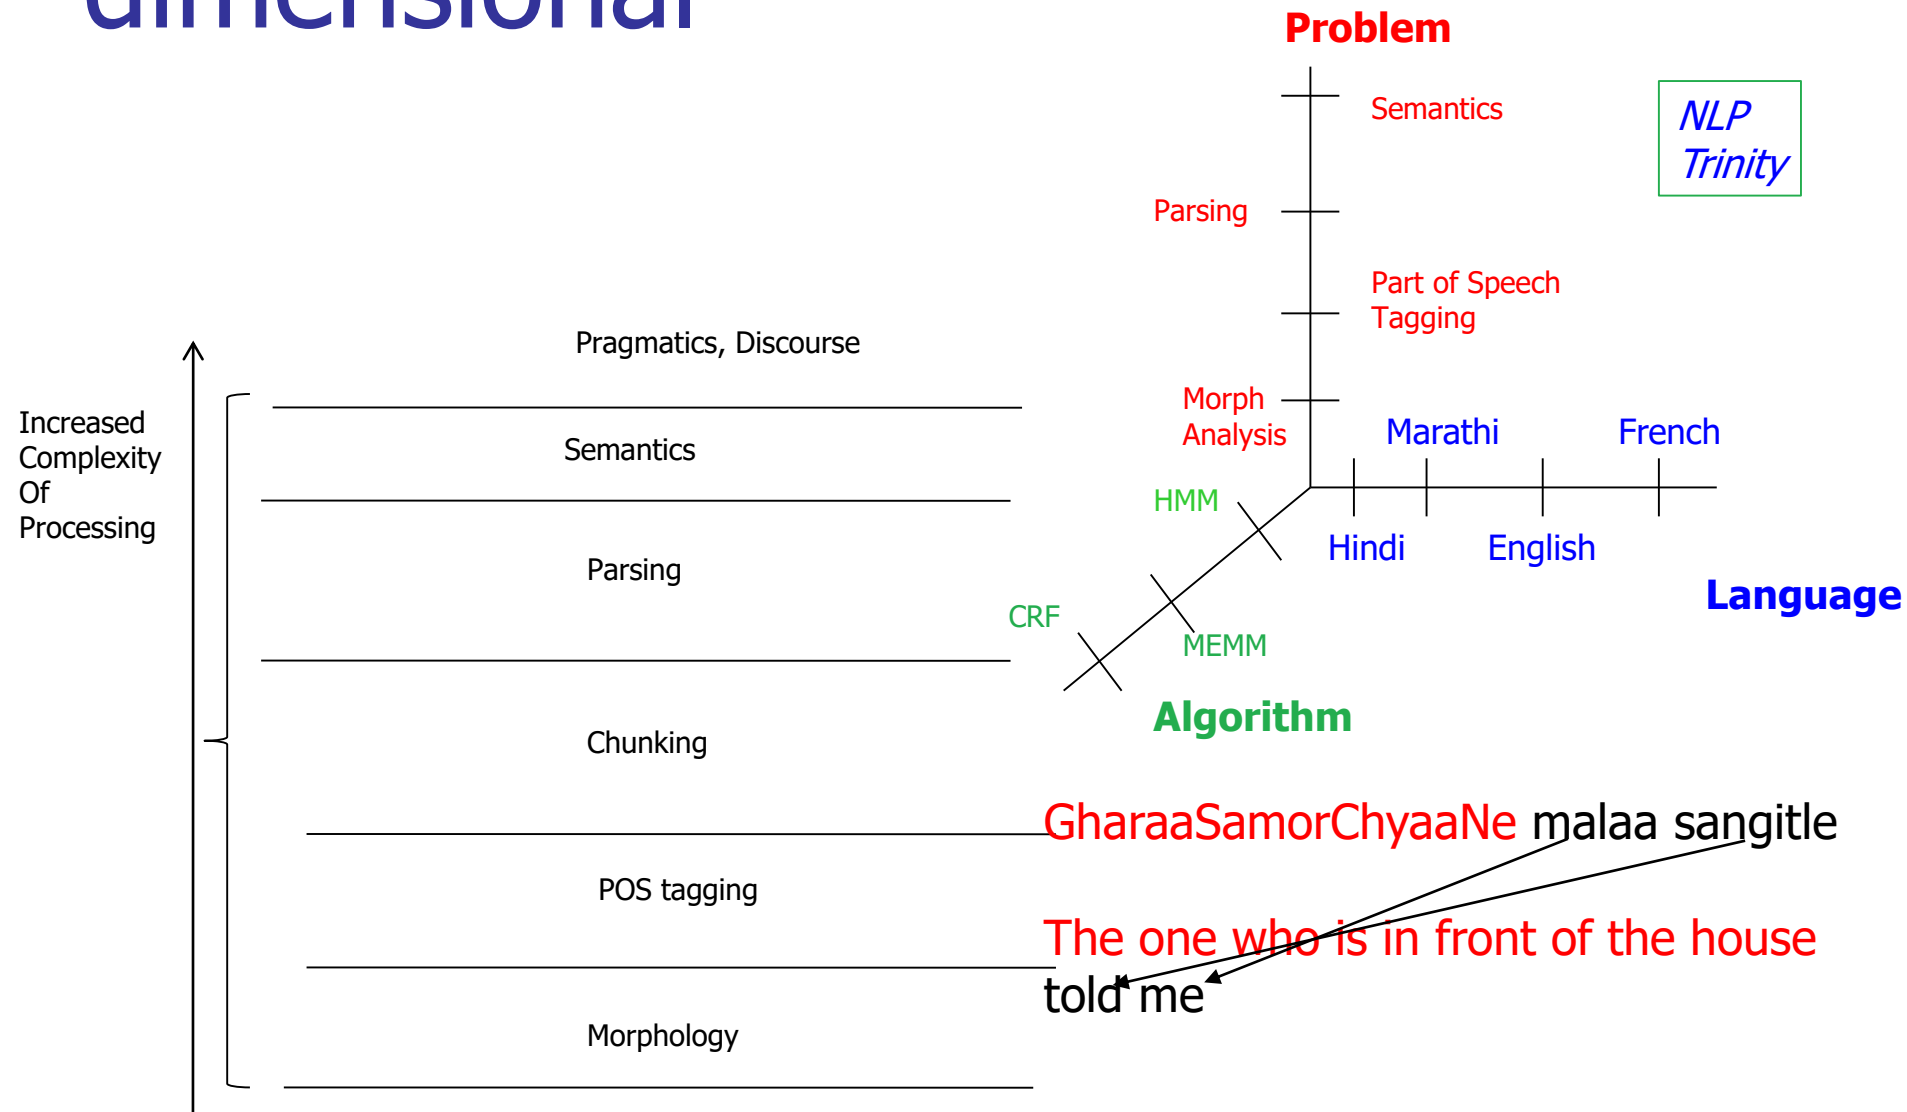 dimensional
Problem
Semantics
NLP
Trinity
Parsing
Part of Speech
Tagging
Morph
Analysis
Marathi
French
HMM
Hindi
English
Language
CRF
MEMM
Algorithm
Pragmatics, Discourse
Increased
Complexity
Of
Processing
Semantics
Parsing
Chunking
POS tagging
Morphology
GharaaSamorChyaaNe malaa sangitle
The one who is in front of the house
told me